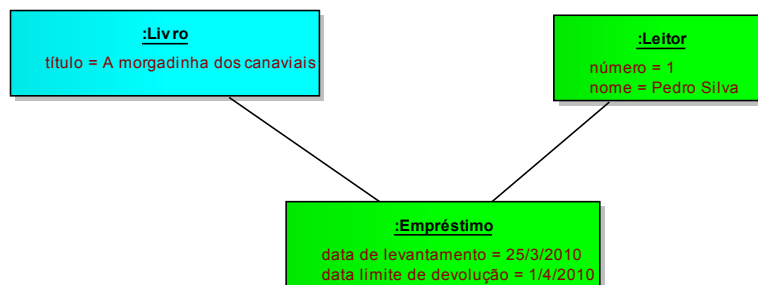 :Livro
título = A morgadinha dos canaviais
:Leitor
número = 1
nome = Pedro Silva
:Empréstimo
data de levantamento = 25/3/2010
data limite de devolução = 1/4/2010